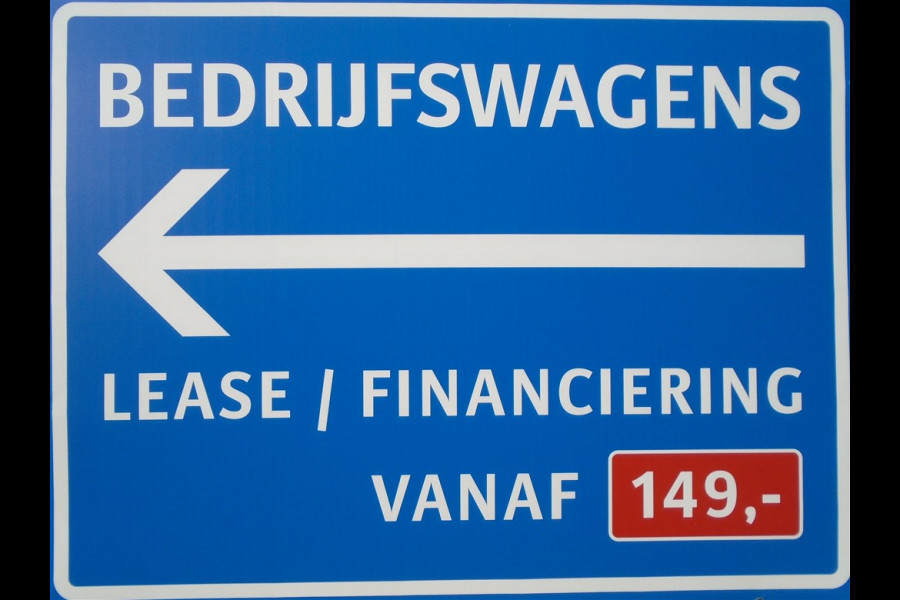 BEDRIJFSWAGENS
LEASE / FINANCIERING
VANAF 149,-